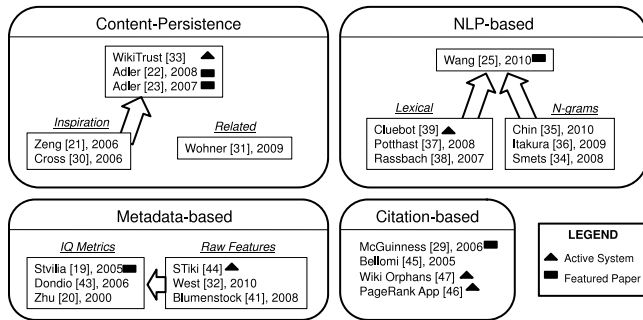 Content-Persistence
WikiTrust [33]
Adler [22], 2008
Adler [23], 2007
Inspiration
Zeng [21], 2006
Cross [30], 2006
Related
Wohner [31], 2009
NLP-based
Wang [25], 2010
Lexical
Cluebot [39]
Potthast [37], 2008
Rassbach [38], 2007
N-grams
Chin [35], 2010
Itakura [36], 2009
Smets [34], 2008
Metadata-based
IQ Metrics
Stvilia [19], 2005
Dondio [43], 2006
Zhu [20], 2000
Raw Features
STiki [44]
West [32], 2010
Blumenstock [41], 2008
Citation-based
McGuinness [29], 2006
Bellomi [45], 2005
Wiki Orphans [47]
PageRank App [46]
LEGEND
Active System
Featured Paper